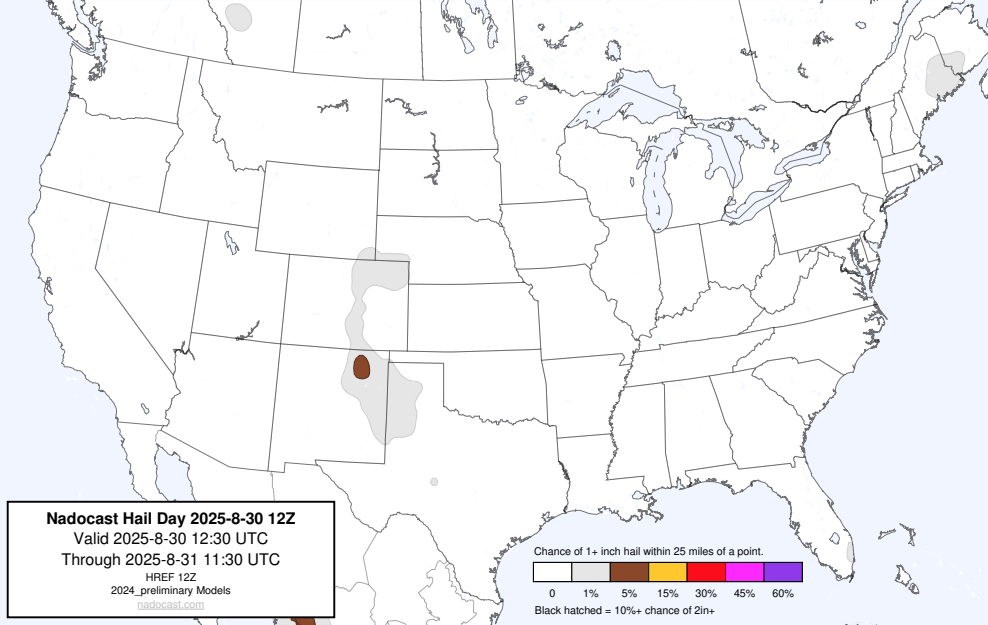 Nadocast Hail Day 2025-8-30 12Z
Valid 2025-8-30 12:30 UTC
Through 2025-8-31 11:30 UTC
HREF 12Z
2024_preliminary Models
nadocast.com
Chance of 1+ inch hail within 25 miles of a point.
0 1% 5% 15% 30% 45% 60%
Black hatched = 10%+ chance of 2in+